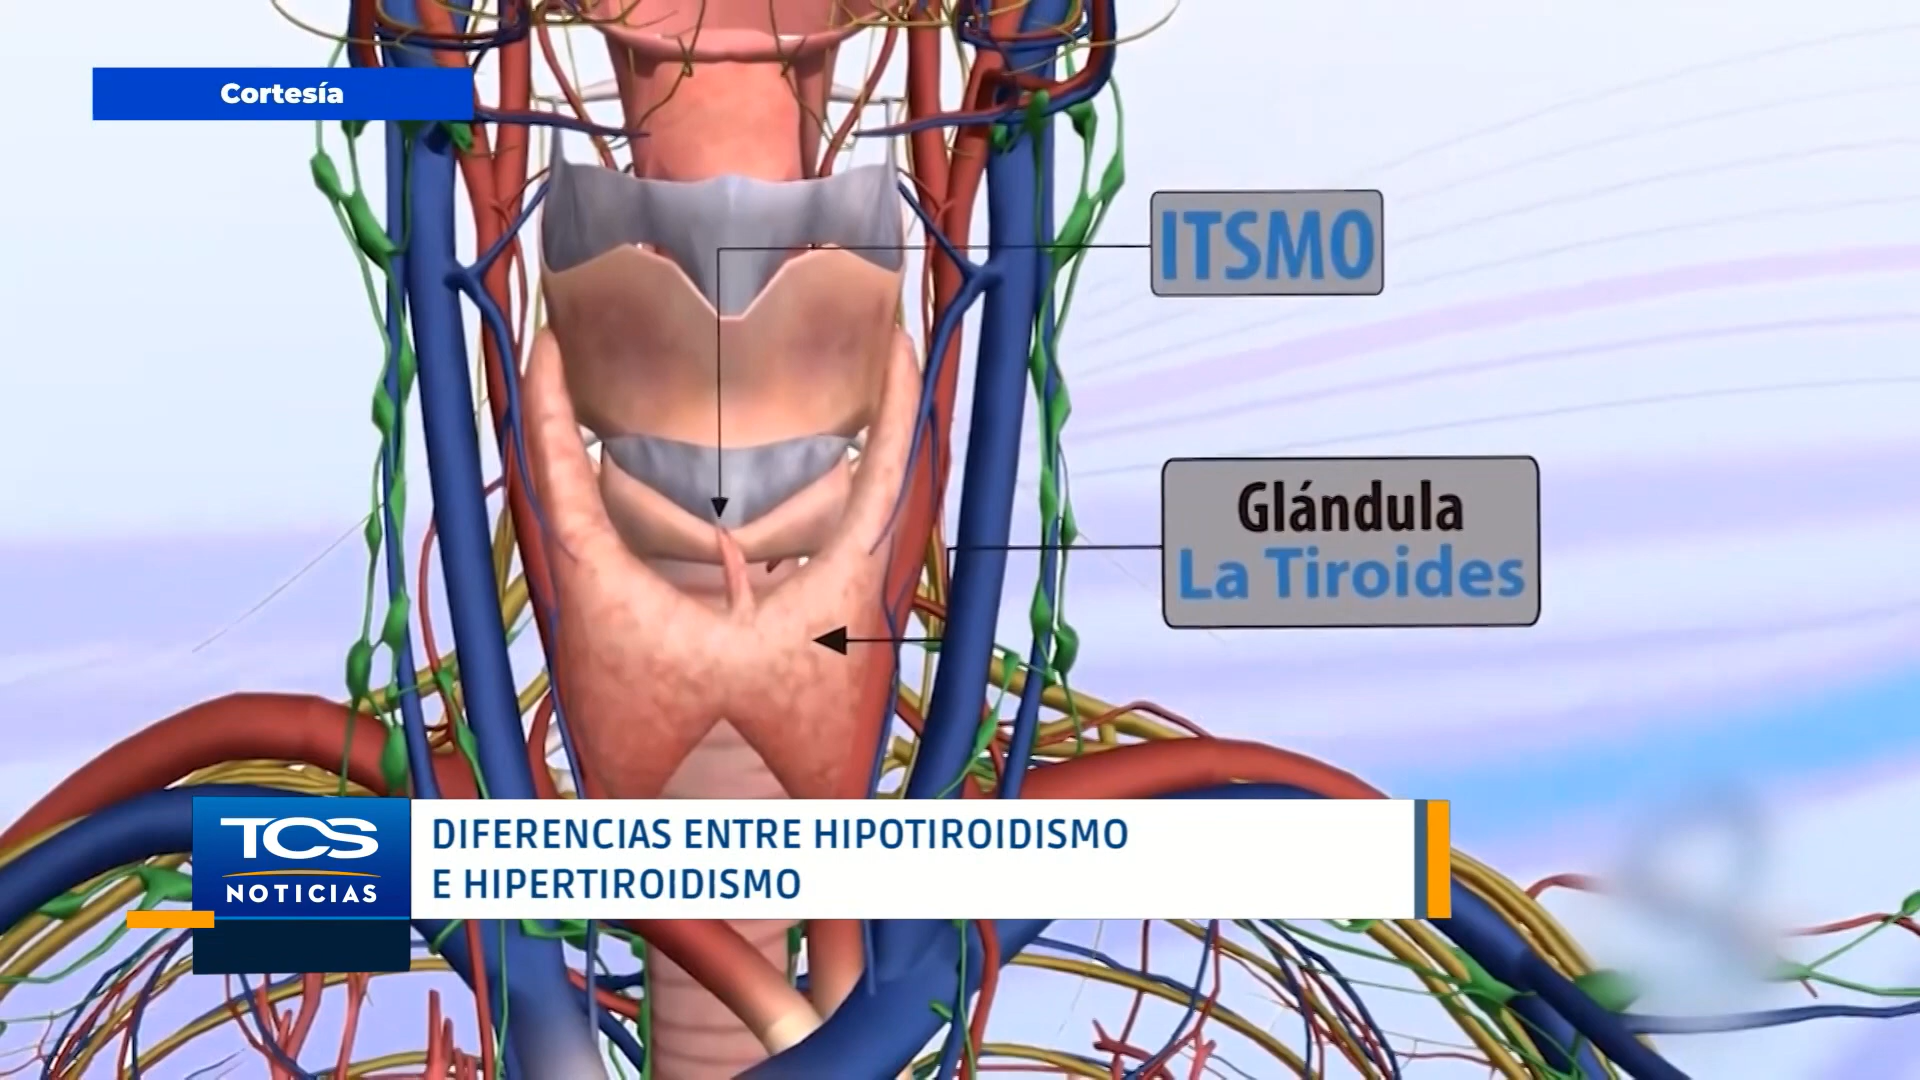 Cortesía
ITSMO
Glándula
La Tiroides
TCS
NOTICIAS
DIFERENCIAS ENTRE HIPOTIROIDISMO
E HIPERTIROIDISMO